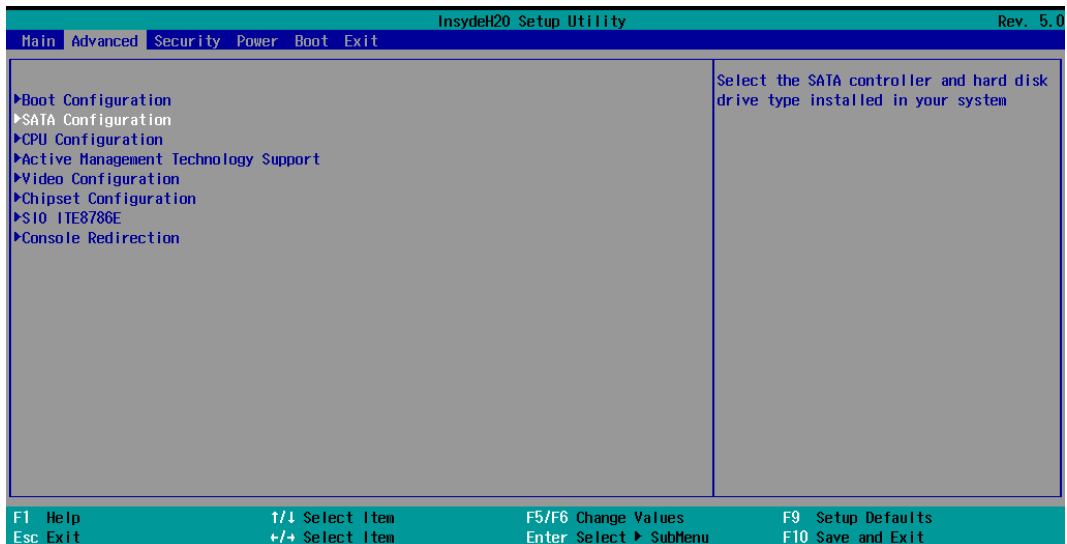 InsydeH20 Setup Utility Rev. 5.0
Main Advanced Security Power Boot Exit
▶Boot Configuration
▶SATA Configuration
▶CPU Configuration
▶Active Management Technology Support
▶Video Configuration
▶Chipset Configuration
▶SIO ITE8786E
▶Console Redirection
Select the SATA controller and hard disk
drive type installed in your system
F1 Help ↑/↓ Select Item F5/F6 Change Values F9 Setup Defaults
Esc Exit ←/→ Select Item Enter Select ▶ SubMenu F10 Save and Exit